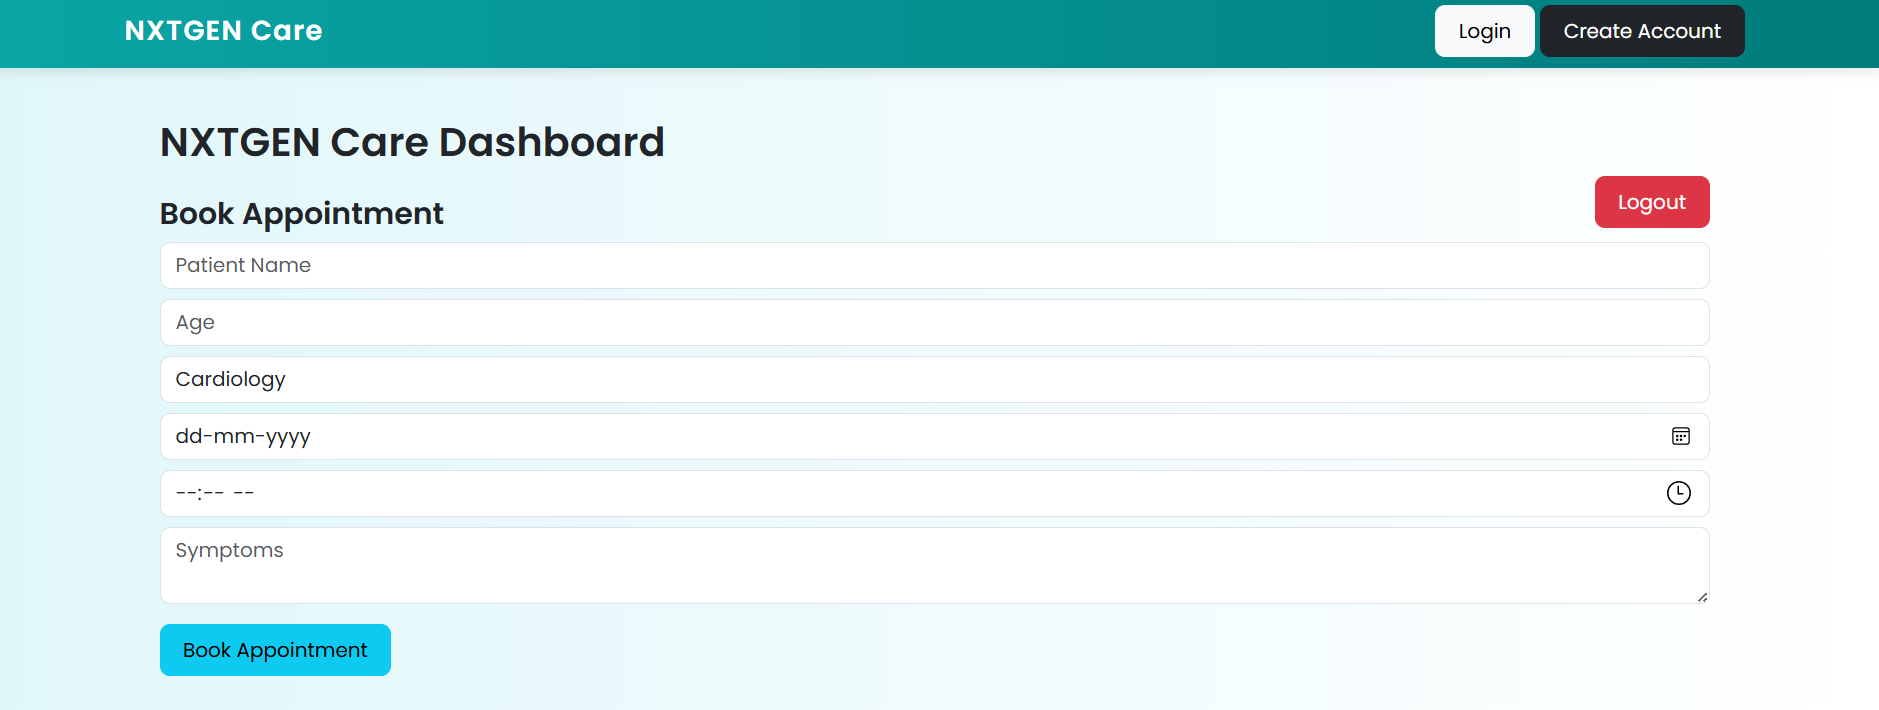 NXTGEN Care
Login
Create Account
NXTGEN Care Dashboard
Logout
Book Appointment
Patient Name
Age
Cardiology
dd-mm-yyyy
--:-- --
Symptoms
Book Appointment